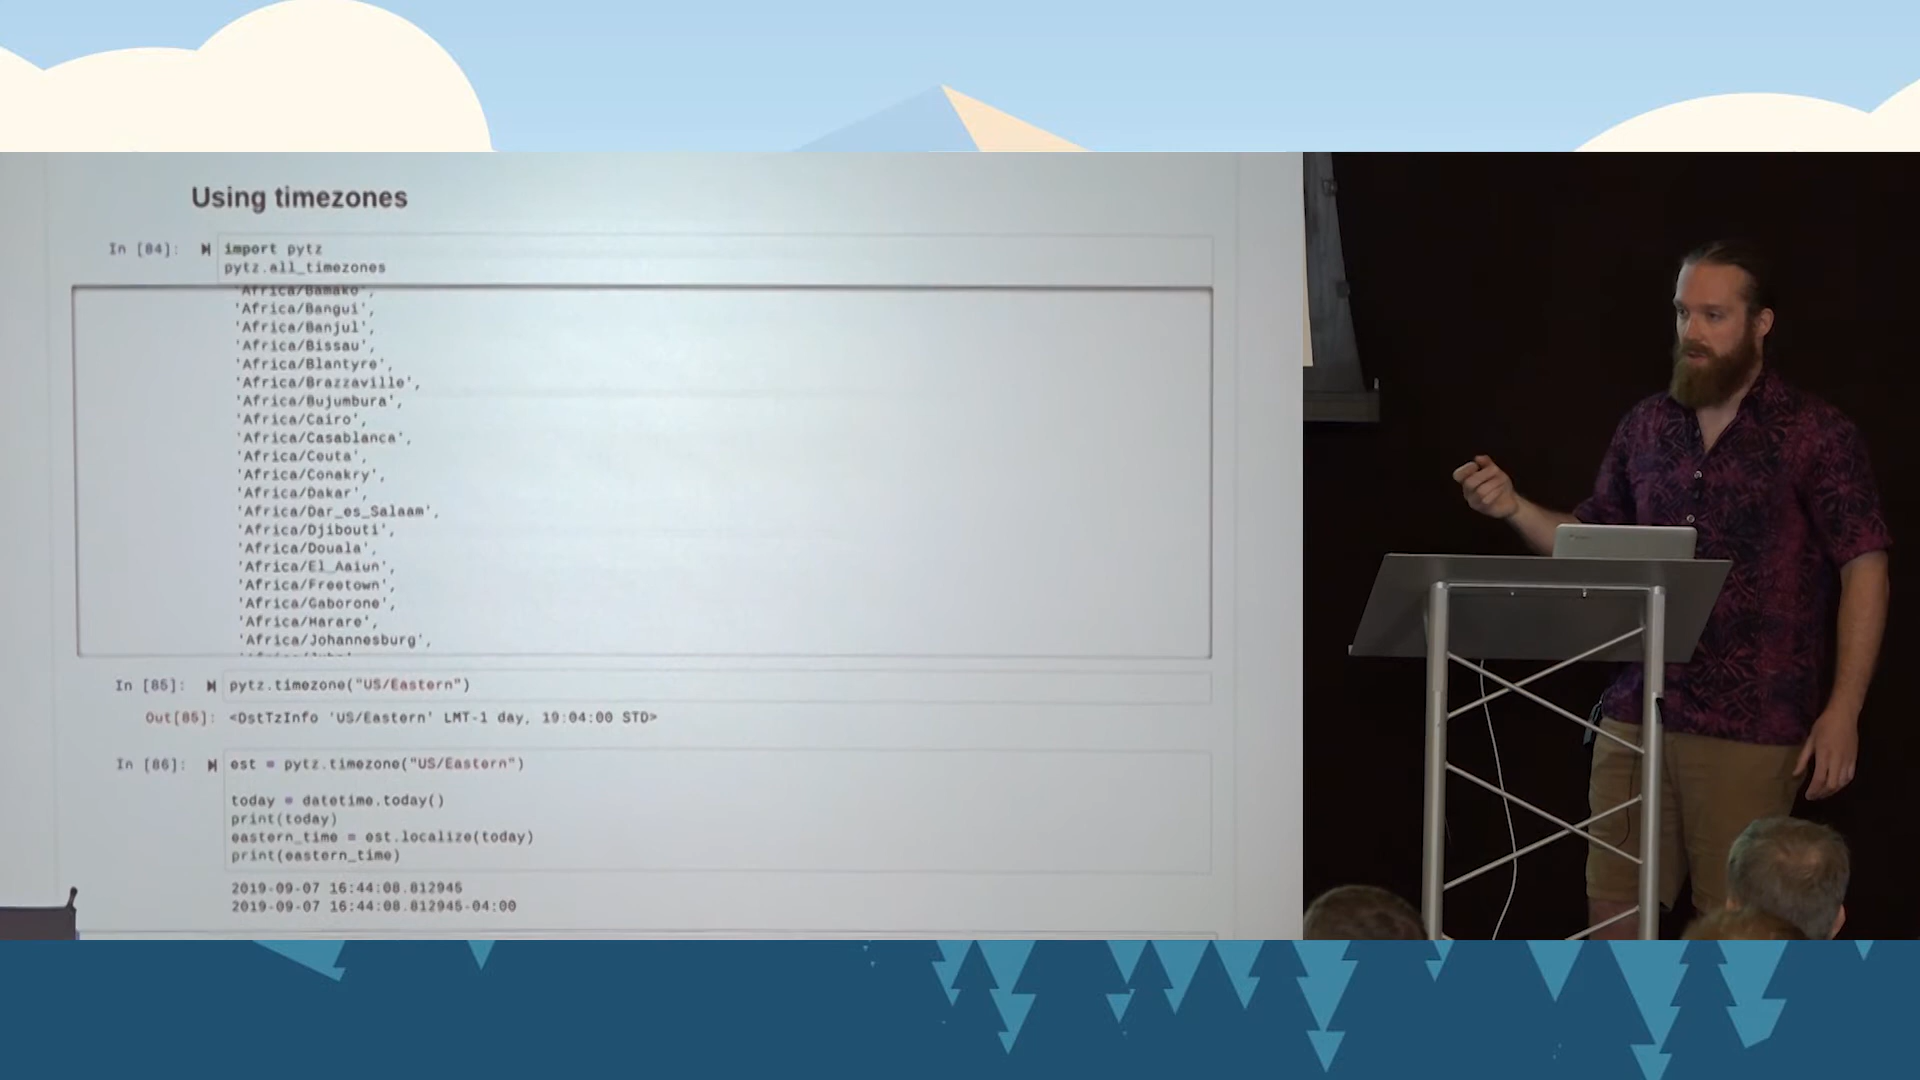 Using timezones
In [84]: import pytz
pytz.all_timezones
'Africa/Bamako',
'Africa/Bangui',
'Africa/Banjul',
'Africa/Bissau',
'Africa/Blantyre',
'Africa/Brazzaville',
'Africa/Bujumbura',
'Africa/Cairo',
'Africa/Casablanca',
'Africa/Ceuta',
'Africa/Conakry',
'Africa/Dakar',
'Africa/Dar_es_Salaam',
'Africa/Djibouti',
'Africa/Douala',
'Africa/El_Aaiun',
'Africa/Freetown',
'Africa/Gaborone',
'Africa/Harare',
'Africa/Johannesburg',
In [85]: pytz.timezone("US/Eastern")
Out[85]: <DstTzInfo 'US/Eastern' LMT-1 day, 19:04:00 STD>
In [86]: est = pytz.timezone("US/Eastern")
today = datetime.today()
print(today)
eastern_time = est.localize(today)
print(eastern_time)
2019-09-07 16:44:08.812945
2019-09-07 16:44:08.812945-04:00